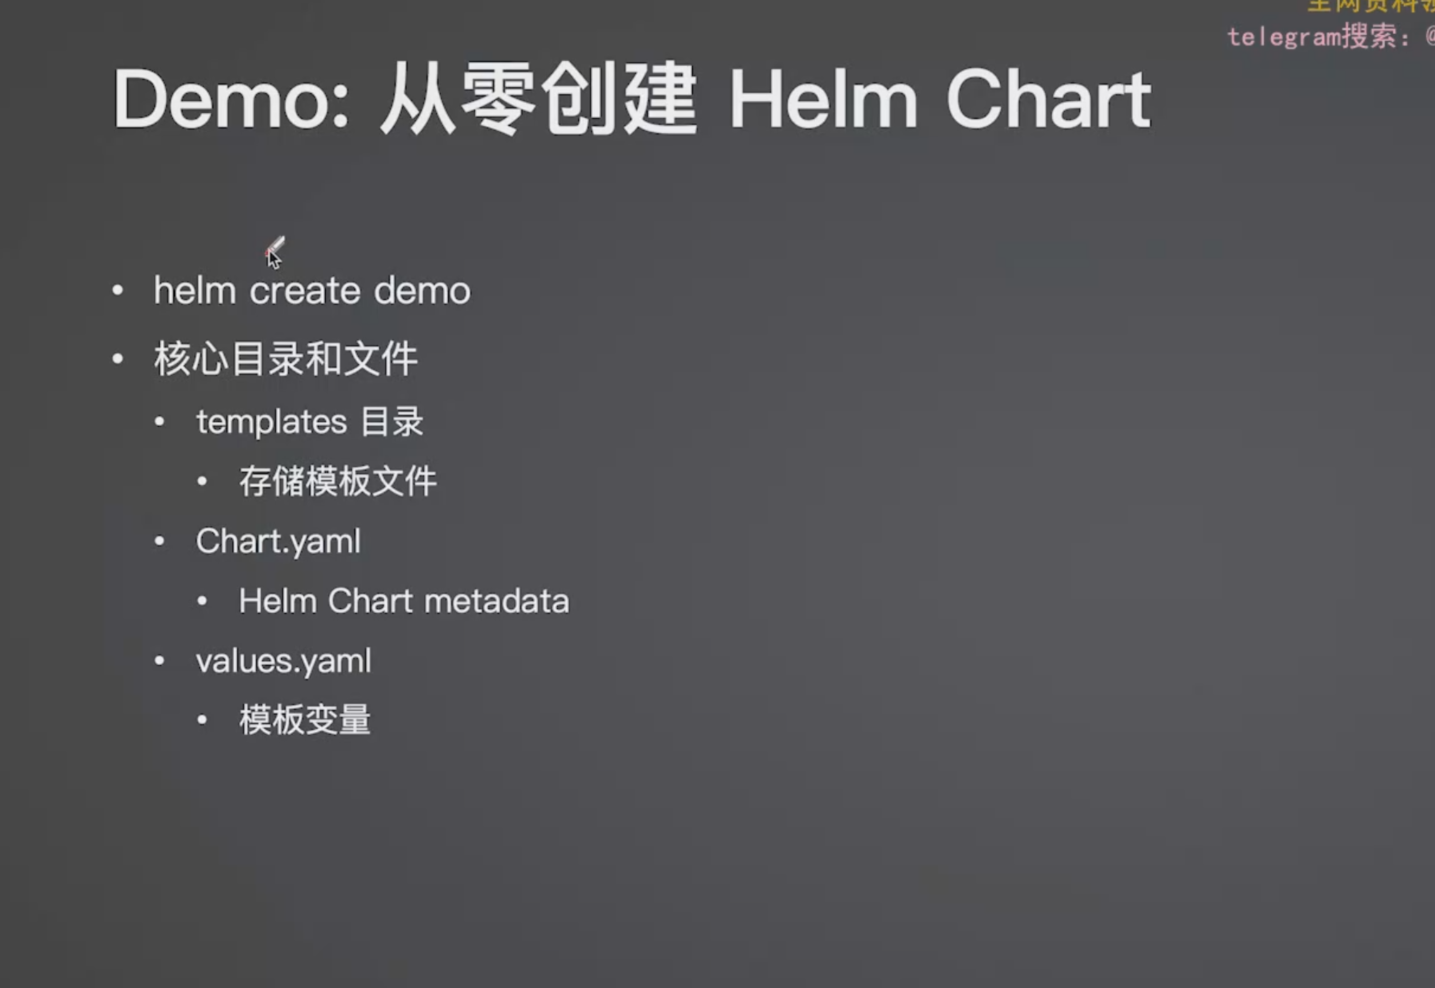 telegram搜索：@
Demo: 从零创建 Helm Chart
• helm create demo
• 核心目录和文件
• templates 目录
• 存储模板文件
• Chart.yaml
• Helm Chart metadata
• values.yaml
• 模板变量